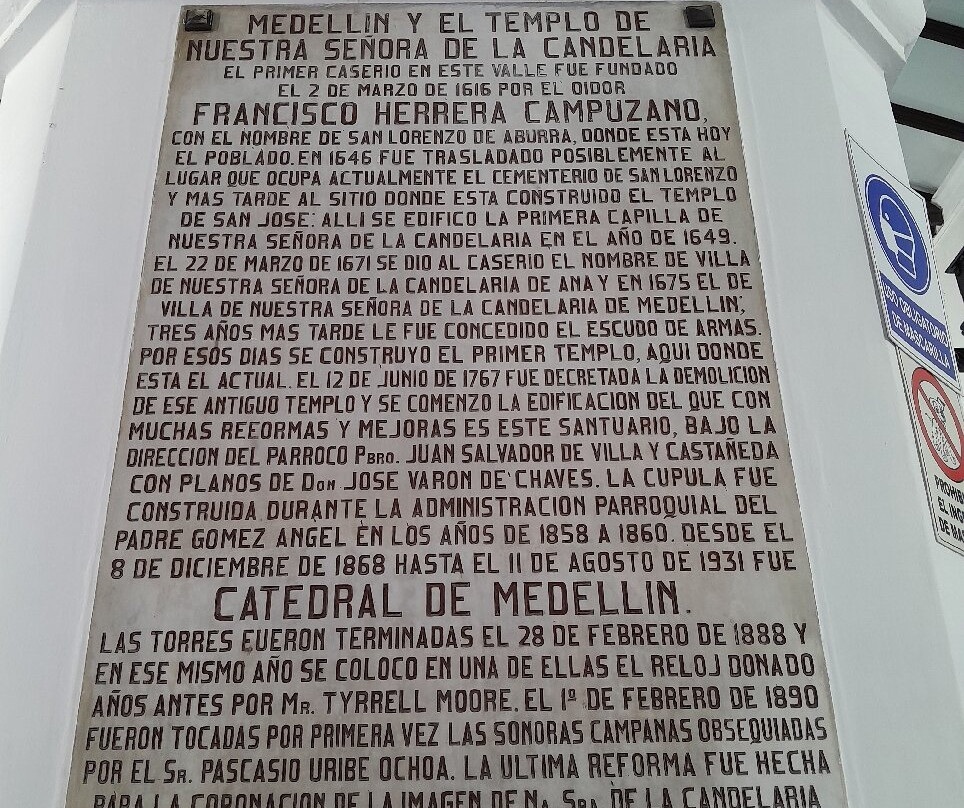 MEDELLIN Y EL TEMPLO DE
NUESTRA SEÑORA DE LA CANDELARIA
EL PRIMER CASERIO EN ESTE VALLE FUE FUNDADO
EL 2 DE MARZO DE 1616 POR EL OIDOR
FRANCISCO HERRERA CAMPUZANO,
CON EL NOMBRE DE SAN LORENZO DE ABURRA, DONDE ESTA HOY
EL POBLADO. EN 1646 FUE TRASLADADO POSIBLEMENTE AL
LUGAR QUE OCUPA ACTUALMENTE EL CEMENTERIO DE SAN LORENZO
Y MAS TARDE AL SITIO DONDE ESTA CONSTRUIDO EL TEMPLO
DE SAN JOSE: ALLI SE EDIFICO LA PRIMERA CAPILLA DE
NUESTRA SEÑORA DE LA CANDELARIA EN EL AÑO DE 1649.
EL 22 DE MARZO DE 1671 SE DIO AL CASERIO EL NOMBRE DE VILLA
DE NUESTRA SEÑORA DE LA CANDELARIA DE ANA Y EN 1675 EL DE
VILLA DE NUESTRA SEÑORA DE LA CANDELARIA DE MEDELLIN;
TRES AÑOS MAS TARDE LE FUE CONCEDIDO EL ESCUDO DE ARMAS.
POR ESOS DIAS SE CONSTRUYO EL PRIMER TEMPLO, AQUI DONDE
ESTA EL ACTUAL. EL 12 DE JUNIO DE 1767 FUE DECRETADA LA DEMOLICION
DE ESE ANTIGUO TEMPLO Y SE COMENZO LA EDIFICACION DEL QUE CON
MUCHAS REFORMAS Y MEJORAS ES ESTE SANTUARIO, BAJO LA
DIRECCION DEL PARROCO PBRO. JUAN SALVADOR DE VILLA Y CASTAÑEDA
CON PLANOS DE DON JOSE VARON DE CHAVES. LA CUPULA FUE
CONSTRUIDA DURANTE LA ADMINISTRACION PARROQUIAL DEL
PADRE GOMEZ ANGEL EN LOS AÑOS DE 1858 A 1860. DESDE EL
8 DE DICIEMBRE DE 1868 HASTA EL 11 DE AGOSTO DE 1931 FUE
CATEDRAL DE MEDELLIN.
LAS TORRES FUERON TERMINADAS EL 28 DE FEBRERO DE 1888 Y
EN ESE MISMO AÑO SE COLOCO EN UNA DE ELLAS EL RELOJ DONADO
AÑOS ANTES POR MR. TYRRELL MOORE. EL 1º DE FEBRERO DE 1890
FUERON TOCADAS POR PRIMERA VEZ LAS SONORAS CAMPANAS OBSEQUIADAS
POR EL SR. PASCASIO URIBE OCHOA. LA ULTIMA REFORMA FUE HECHA
PARA LA CORONACION DE LA IMAGEN DE Na. SRA. DE LA CANDELARIA
USO OBLIGATORIO
DE MASCARILLA
EL
DE